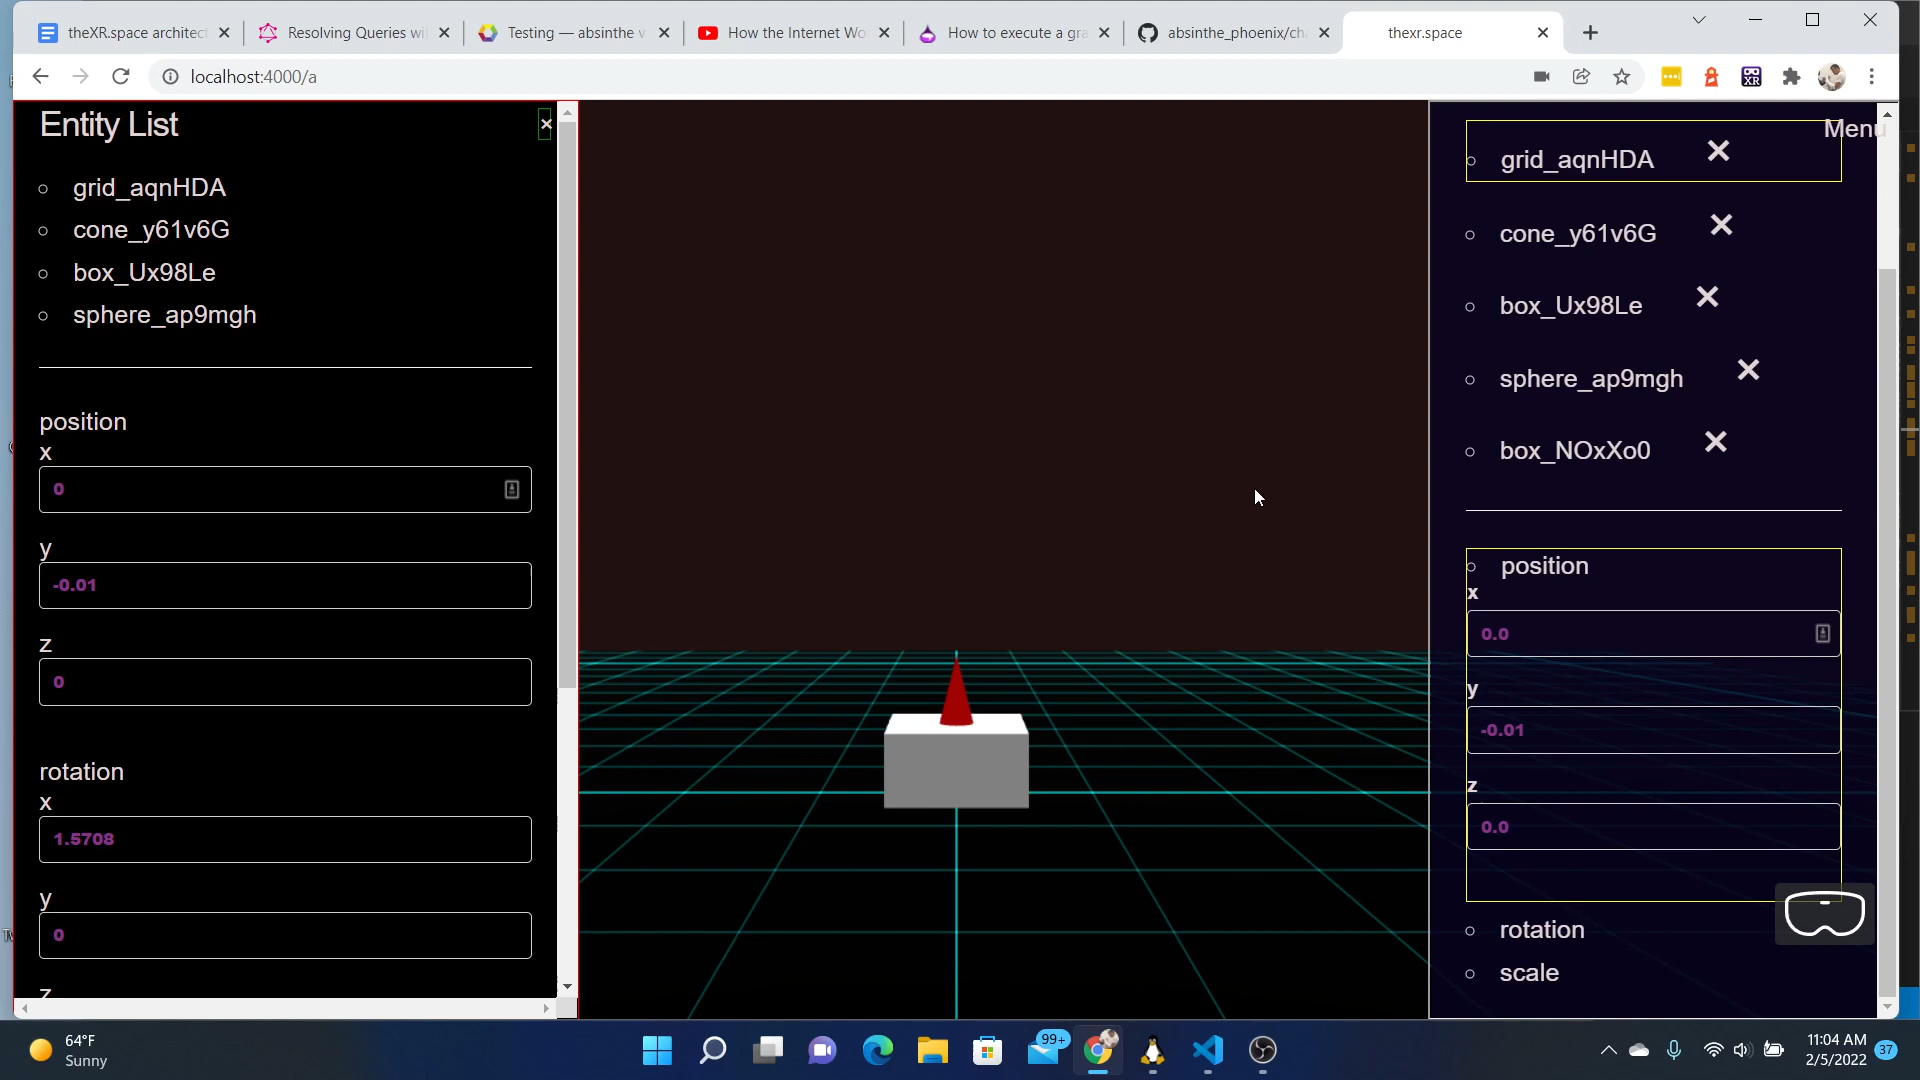 theXR.space architect
Resolving Queries wi
Testing — absinthe v
How the Internet Wo
How to execute a gra
absinthe_phoenix/cha
thexr.space
localhost:4000/a
XR
Entity List
grid_aqnHDA
cone_y61v6G
box_Ux98Le
sphere_ap9mgh
position
x
0
y
-0.01
z
0
rotation
x
1.5708
y
0
z
Menu
grid_aqnHDA
cone_y61v6G
box_Ux98Le
sphere_ap9mgh
box_NOxXo0
position
x
0.0
y
-0.01
z
0.0
rotation
scale
64°F
Sunny
99+
11:04 AM
2/5/2022
37